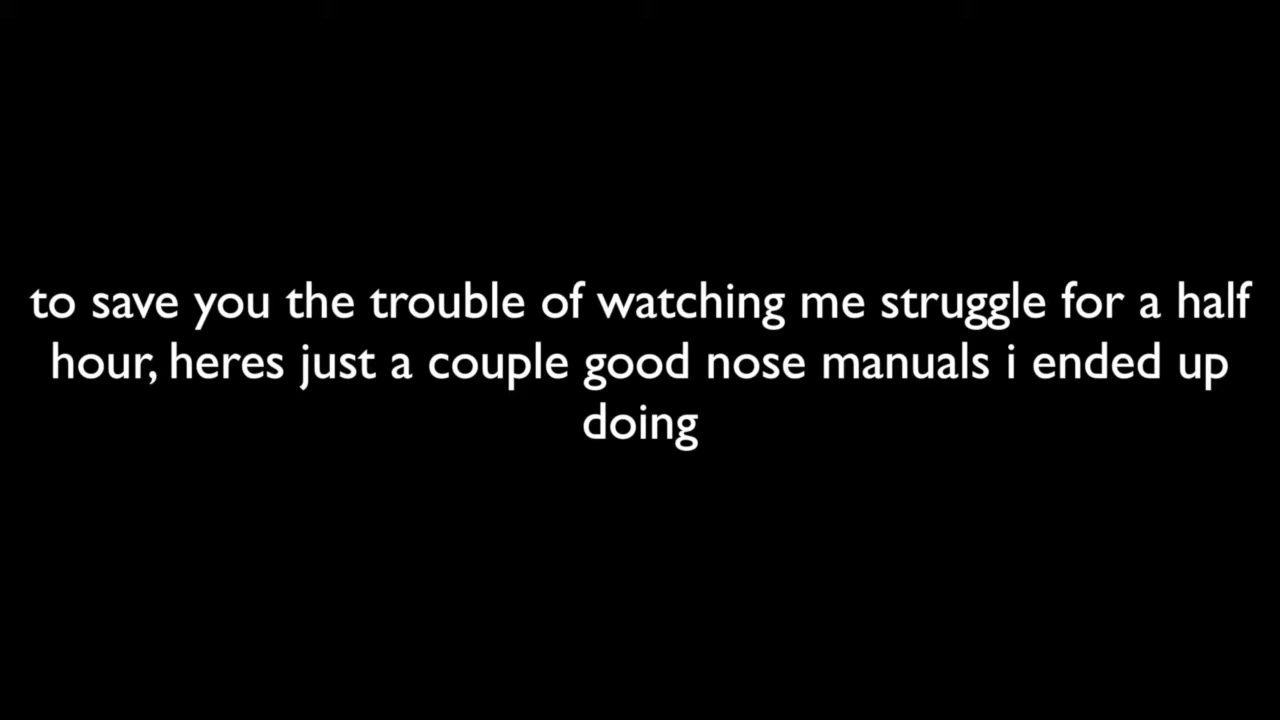 to save you the trouble of watching me struggle for a half
hour, heres just a couple good nose manuals i ended up
doing